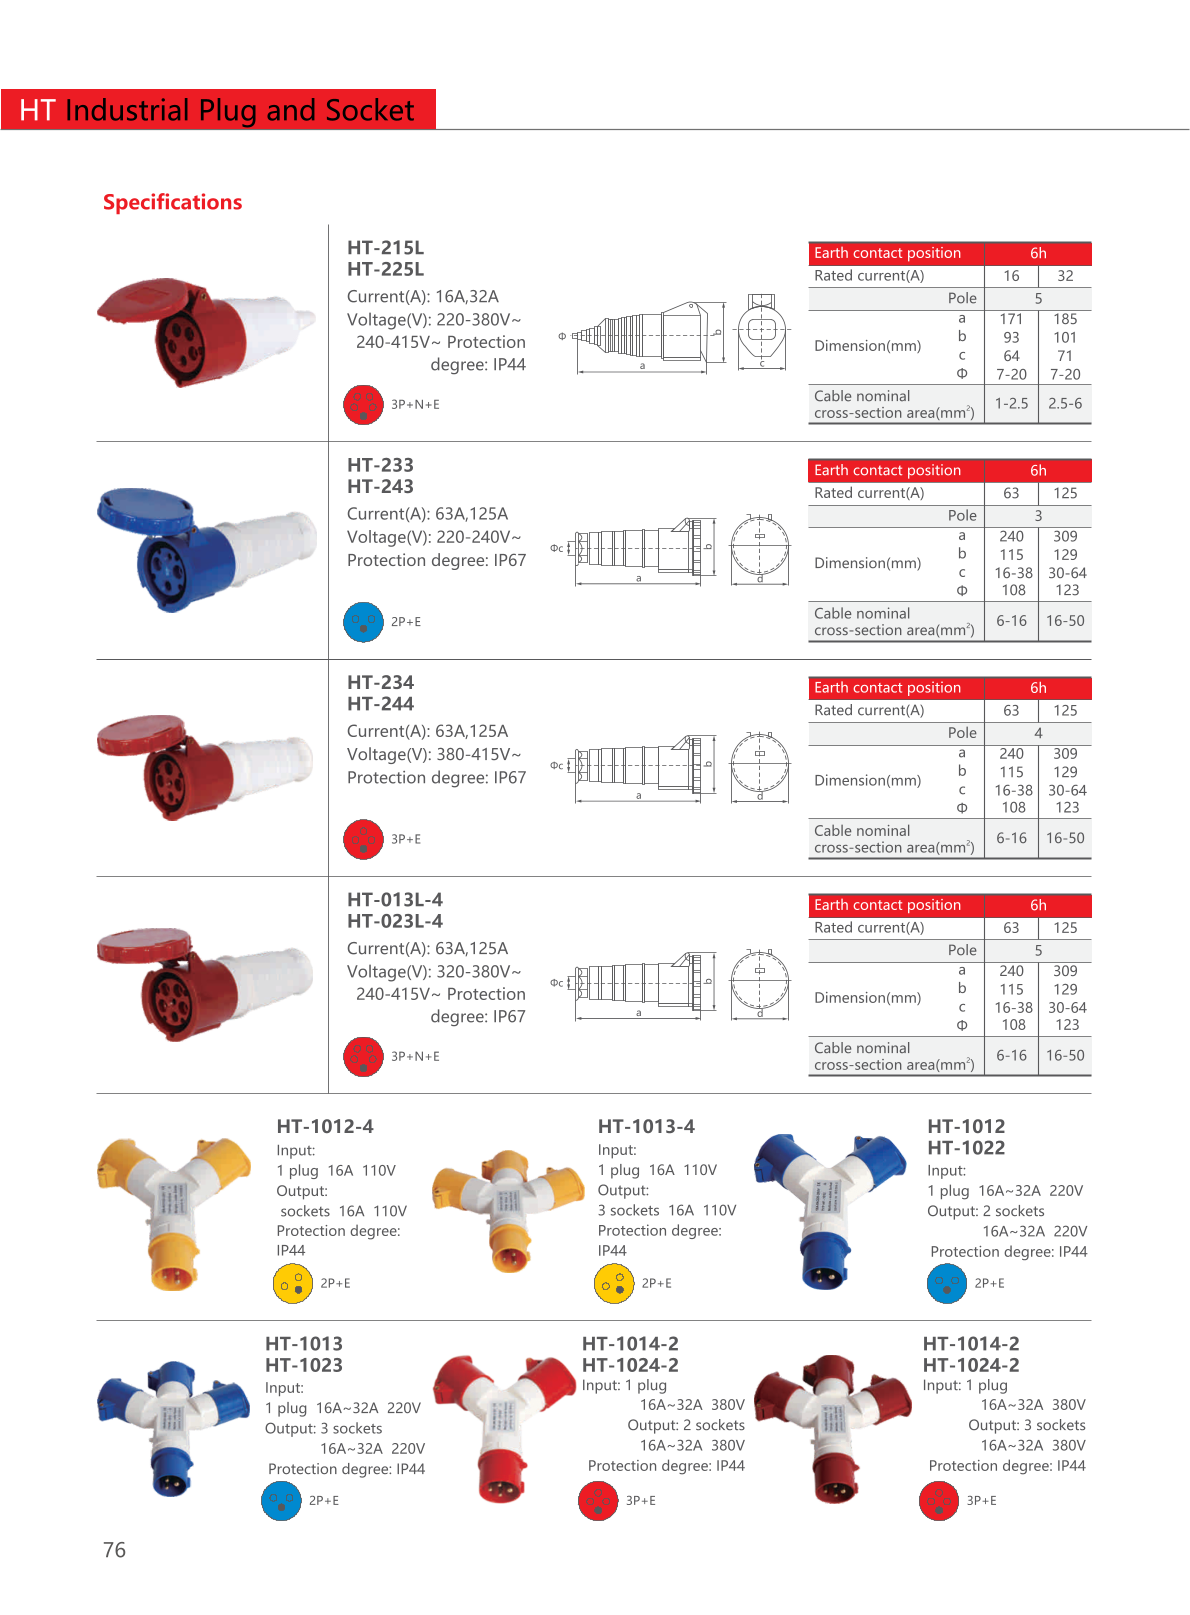 HT Industrial Plug and Socket
Specifications
HT-215L
HT-225L
Current(A): 16A,32A
Voltage(V): 220-380V~
240-415V~ Protection
degree: IP44
3P+N+E
Φ
a
b
c
Earth contact position 6h
Rated current(A) 16 32
Pole 5
Dimension(mm)
a 171 185
b 93 101
c 64 71
Φ 7-20 7-20
Cable nominal
cross-section area(mm²) 1-2.5 2.5-6
HT-233
HT-243
Current(A): 63A,125A
Voltage(V): 220-240V~
Protection degree: IP67
2P+E
Φc
a
b
d
Earth contact position 6h
Rated current(A) 63 125
Pole 3
Dimension(mm)
a 240 309
b 115 129
c 16-38 30-64
Φ 108 123
Cable nominal
cross-section area(mm²) 6-16 16-50
HT-234
HT-244
Current(A): 63A,125A
Voltage(V): 380-415V~
Protection degree: IP67
3P+E
Φc
a
b
d
Earth contact position 6h
Rated current(A) 63 125
Pole 4
Dimension(mm)
a 240 309
b 115 129
c 16-38 30-64
Φ 108 123
Cable nominal
cross-section area(mm²) 6-16 16-50
HT-013L-4
HT-023L-4
Current(A): 63A,125A
Voltage(V): 320-380V~
240-415V~ Protection
degree: IP67
3P+N+E
Φc
a
b
d
Earth contact position 6h
Rated current(A) 63 125
Pole 5
Dimension(mm)
a 240 309
b 115 129
c 16-38 30-64
Φ 108 123
Cable nominal
cross-section area(mm²) 6-16 16-50
HT-1012-4
Input:
1 plug 16A 110V
Output:
sockets 16A 110V
Protection degree:
IP44
2P+E
HT-1013-4
Input:
1 plug 16A 110V
Output:
3 sockets 16A 110V
Protection degree:
IP44
2P+E
HT-1012
HT-1022
Input:
1 plug 16A~32A 220V
Output: 2 sockets
16A~32A 220V
Protection degree: IP44
2P+E
HT-1013
HT-1023
Input:
1 plug 16A~32A 220V
Output: 3 sockets
16A~32A 220V
Protection degree: IP44
2P+E
HT-1014-2
HT-1024-2
Input: 1 plug
16A~32A 380V
Output: 2 sockets
16A~32A 380V
Protection degree: IP44
3P+E
HT-1014-2
HT-1024-2
Input: 1 plug
16A~32A 380V
Output: 3 sockets
16A~32A 380V
Protection degree: IP44
3P+E
76